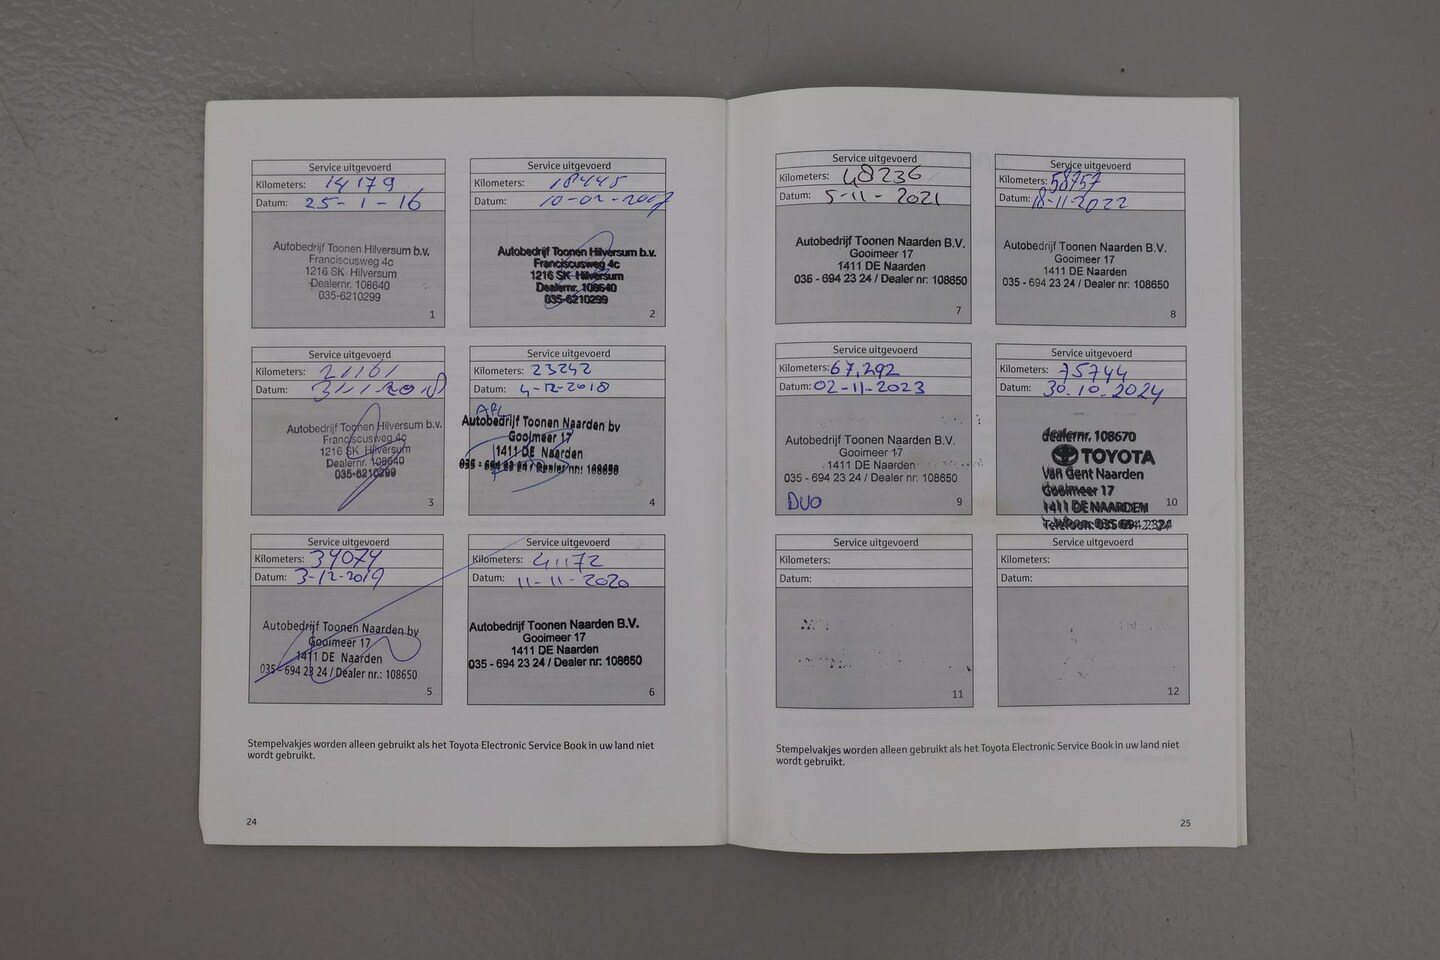 Service uitgevoerd
Kilometers: 14179
Datum: 25-1-16
Autobedrijf Toonen Hilversum b.v.
Franciscusweg 4c
1216 SK Hilversum
Dealernr. 108640
035-6210299
1
Service uitgevoerd
Kilometers: 18445
Datum: 10-02-2017
Autobedrijf Toonen Hilversum b.v.
Franciscusweg 4c
1216 SK Hilversum
Dealernr. 108640
035-6210299
2
Service uitgevoerd
Kilometers: 21161
Datum:
Autobedrijf Toonen Hilversum b.v.
Franciscusweg 4c
1216 SK Hilversum
Dealernr. 108640
035-6210299
3
Service uitgevoerd
Kilometers: 23242
Datum: 4-12-2018
Autobedrijf Toonen Naarden bv
Gooimeer 17
1411 DE Naarden
035 - 694 23 24 / Dealer nr.: 108650
4
Service uitgevoerd
Kilometers: 34074
Datum: 3-12-2019
Autobedrijf Toonen Naarden bv
Gooimeer 17
1411 DE Naarden
035 - 694 23 24 / Dealer nr.: 108650
5
Service uitgevoerd
Kilometers: 41172
Datum: 11-11-2020
Autobedrijf Toonen Naarden B.V.
Gooimeer 17
1411 DE Naarden
035 - 694 23 24 / Dealer nr: 108650
6
Stempelvakjes worden alleen gebruikt als het Toyota Electronic Service Book in uw land niet
wordt gebruikt.
24
Service uitgevoerd
Kilometers: 48236
Datum: 5-11-2021
Autobedrijf Toonen Naarden B.V.
Gooimeer 17
1411 DE Naarden
035 - 694 23 24 / Dealer nr: 108650
7
Service uitgevoerd
Kilometers: 58757
Datum: 18-11-2022
Autobedrijf Toonen Naarden B.V.
Gooimeer 17
1411 DE Naarden
035 - 694 23 24 / Dealer nr: 108650
8
Service uitgevoerd
Kilometers: 67,292
Datum: 02-11-2023
Autobedrijf Toonen Naarden B.V.
Gooimeer 17
1411 DE Naarden
035 - 694 23 24 / Dealer nr: 108650
DUO
9
Service uitgevoerd
Kilometers: 75744
Datum: 30.10.2024
dealernr. 108670
TOYOTA
Van Gent Naarden
Gooimeer 17
1411 DE NAARDEN
Telefoon: 035 694 2324
10
Service uitgevoerd
Kilometers:
Datum:
11
Service uitgevoerd
Kilometers:
Datum:
12
Stempelvakjes worden alleen gebruikt als het Toyota Electronic Service Book in uw land niet
wordt gebruikt.
25